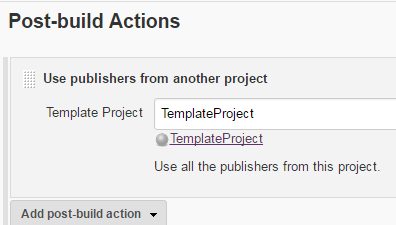 Post-build Actions
Use publishers from another project
Template Project TemplateProject
TemplateProject
Use all the publishers from this project.
Add post-build action